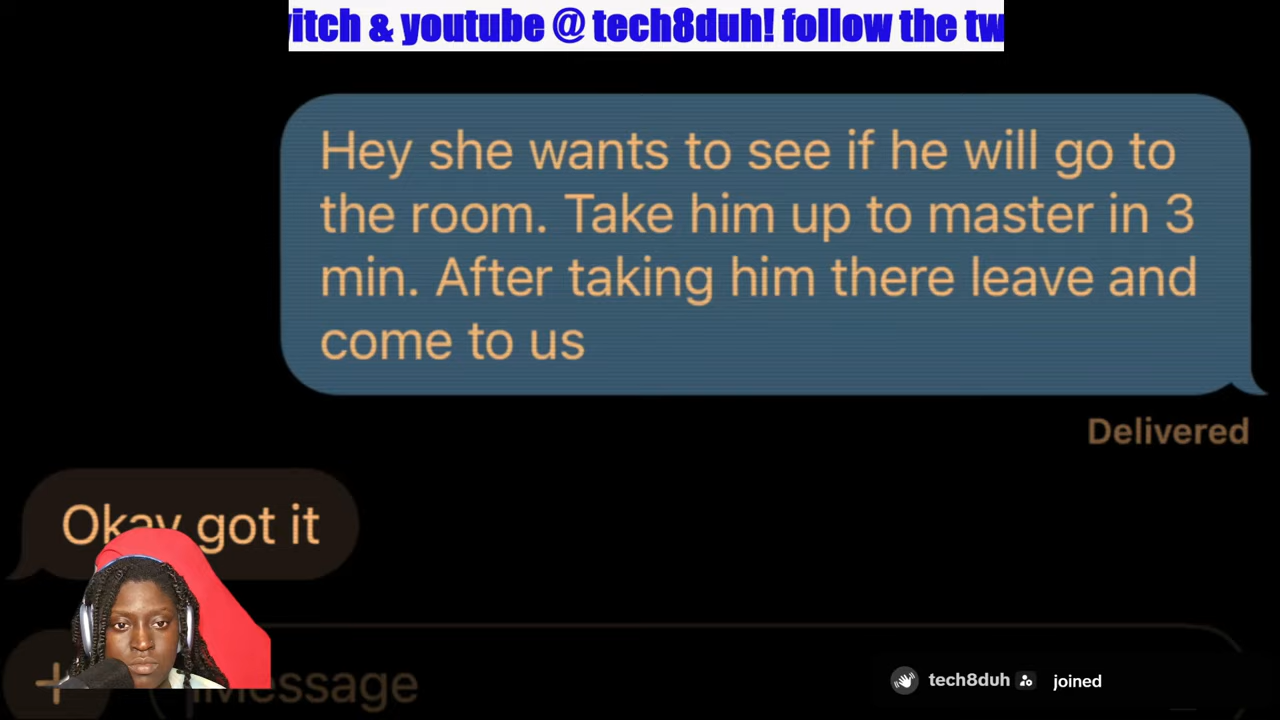 itch & youtube @ tech8duh! follow the tw
Hey she wants to see if he will go to
the room. Take him up to master in 3
min. After taking him there leave and
come to us
Delivered
Okay got it
+
iMessage
tech8duh joined